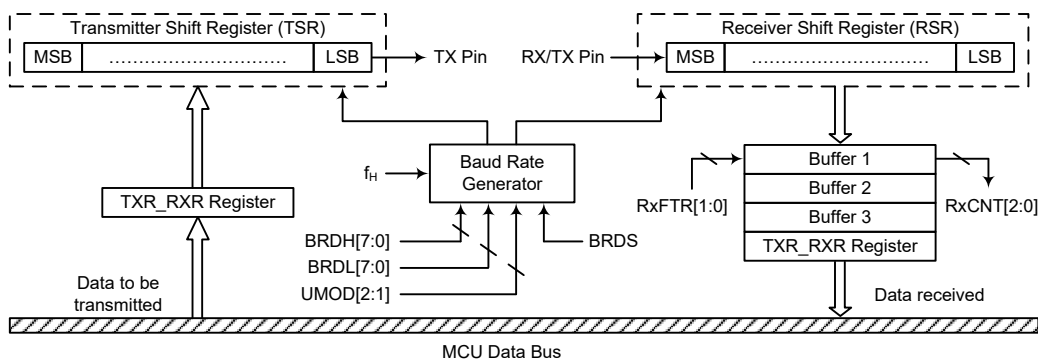 Transmitter Shift Register (TSR)
MSB
..............................
LSB
TX Pin
RX/TX Pin
Receiver Shift Register (RSR)
MSB
..............................
LSB
TXR_RXR Register
fH
Baud Rate
Generator
BRDH[7:0]
BRDL[7:0]
UMOD[2:1]
BRDS
Buffer 1
Buffer 2
Buffer 3
TXR_RXR Register
RxFTR[1:0]
RxCNT[2:0]
Data to be
transmitted
Data received
MCU Data Bus